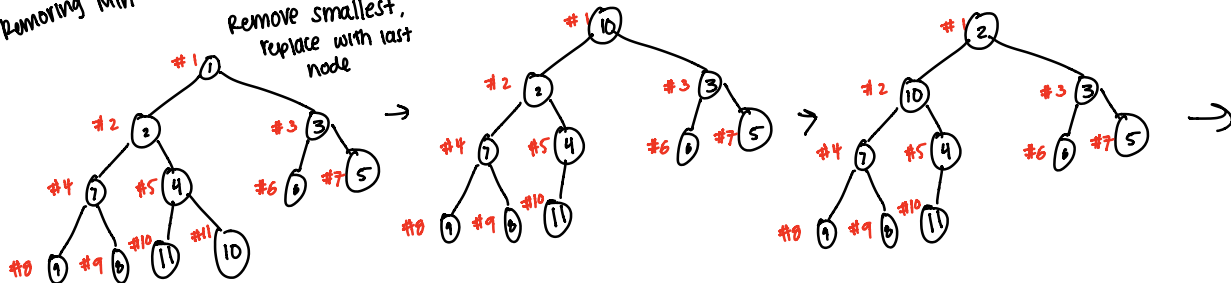 Removing Min
Remove smallest,
replace with last
node
#1 1
#2 2 #3 3
#4 7 #5 4 #6 6 #7 5
#8 9 #9 8 #10 11 #11 10
→
#1 10
#2 2 #3 3
#4 7 #5 4 #6 6 #7 5
#8 9 #9 8 #10 11
→
#1 2
#2 10 #3 3
#4 7 #5 4 #6 6 #7 5
#8 9 #9 8 #10 11
→